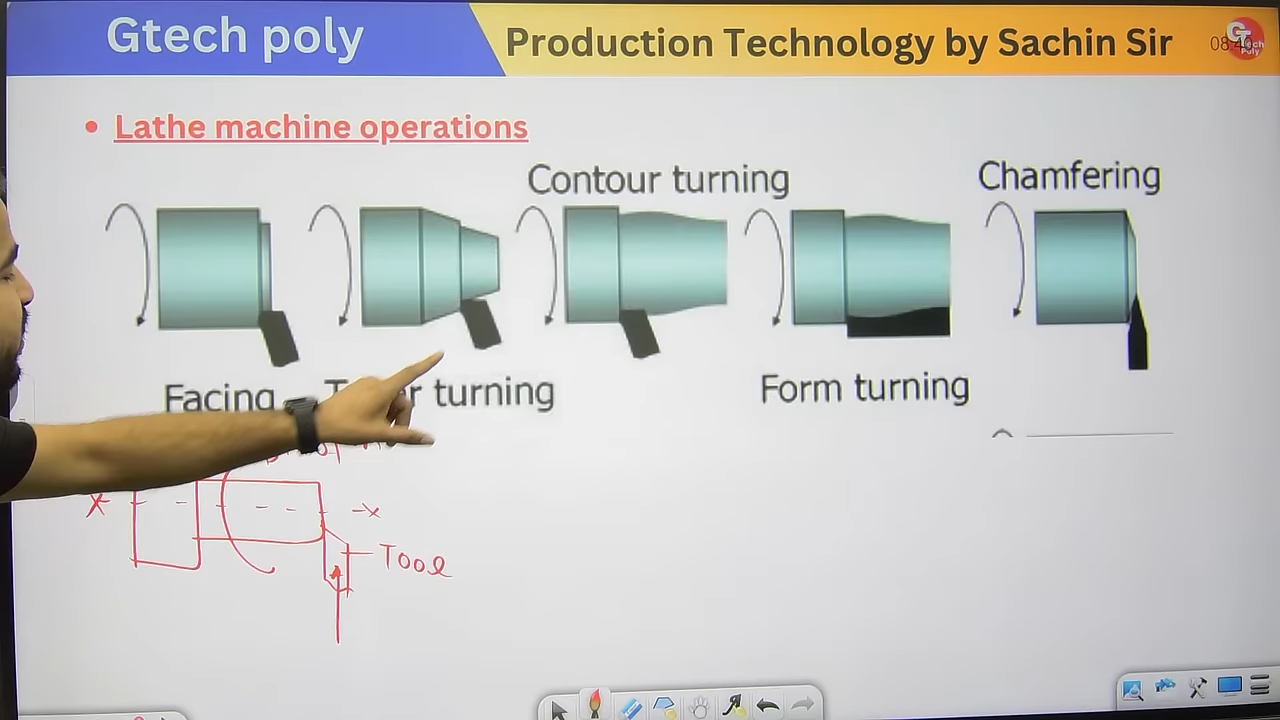 Gtech poly
Production Technology by Sachin Sir
• Lathe machine operations
Contour turning
Chamfering
Facing
turning
Form turning
X
-x
Tool